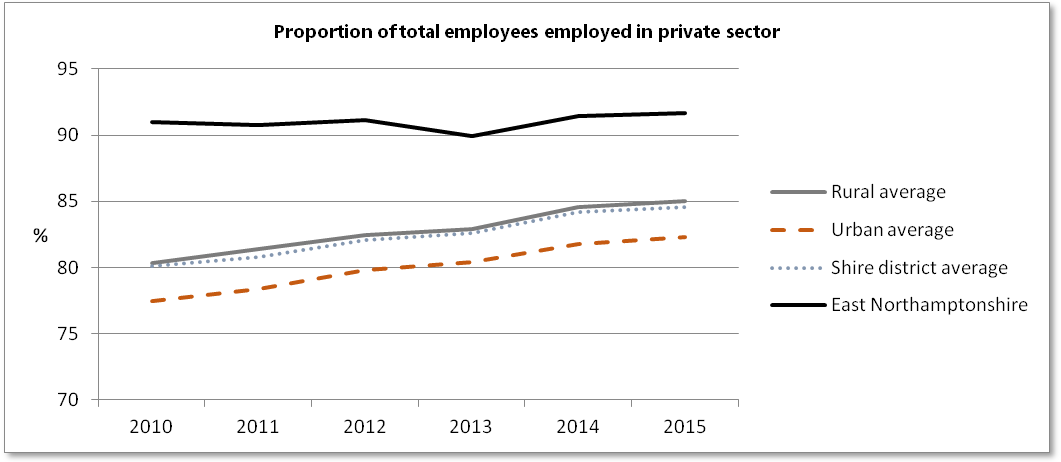 Proportion of total employees employed in private sector
95
90
85
80
75
70
%
2010 2011 2012 2013 2014 2015
Rural average
Urban average
Shire district average
East Northamptonshire